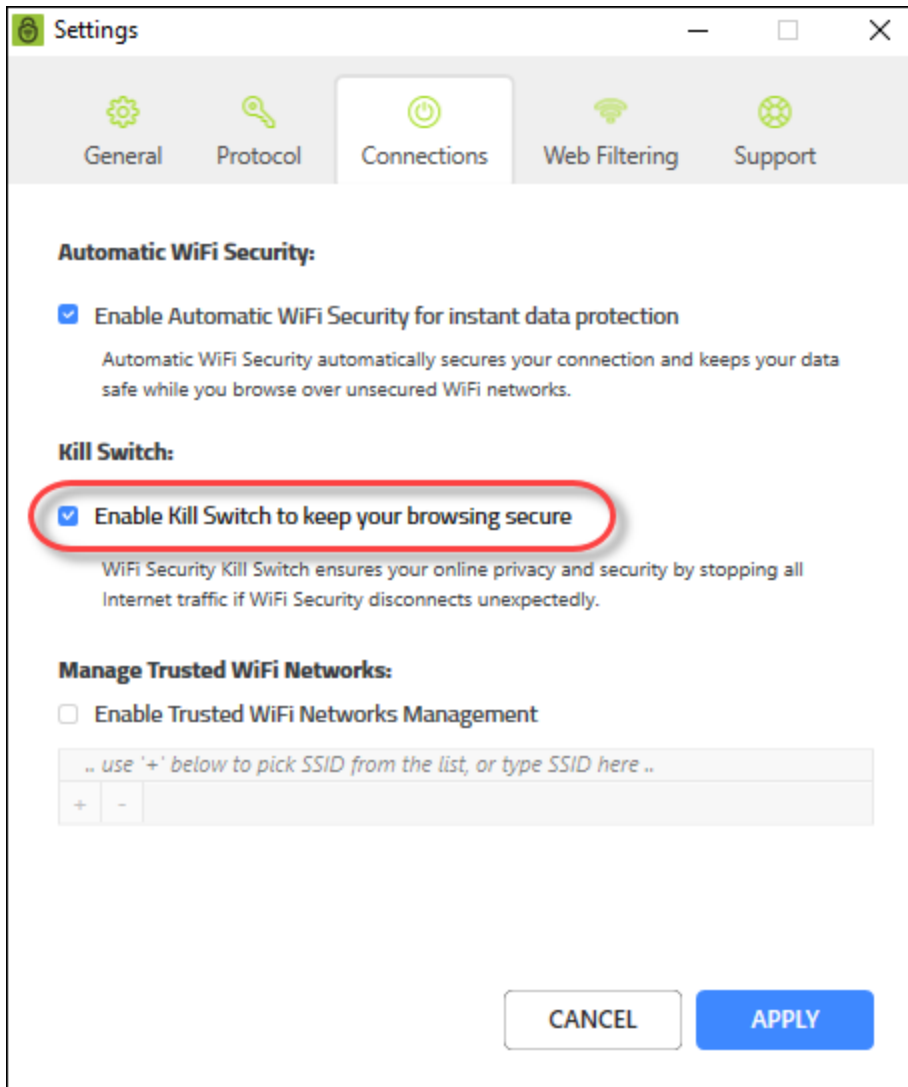 Settings
General Protocol Connections Web Filtering Support
Automatic WiFi Security:
Enable Automatic WiFi Security for instant data protection
Automatic WiFi Security automatically secures your connection and keeps your data
safe while you browse over unsecured WiFi networks.
Kill Switch:
Enable Kill Switch to keep your browsing secure
WiFi Security Kill Switch ensures your online privacy and security by stopping all
Internet traffic if WiFi Security disconnects unexpectedly.
Manage Trusted WiFi Networks:
Enable Trusted WiFi Networks Management
.. use '+' below to pick SSID from the list, or type SSID here ..
+ -
CANCEL APPLY